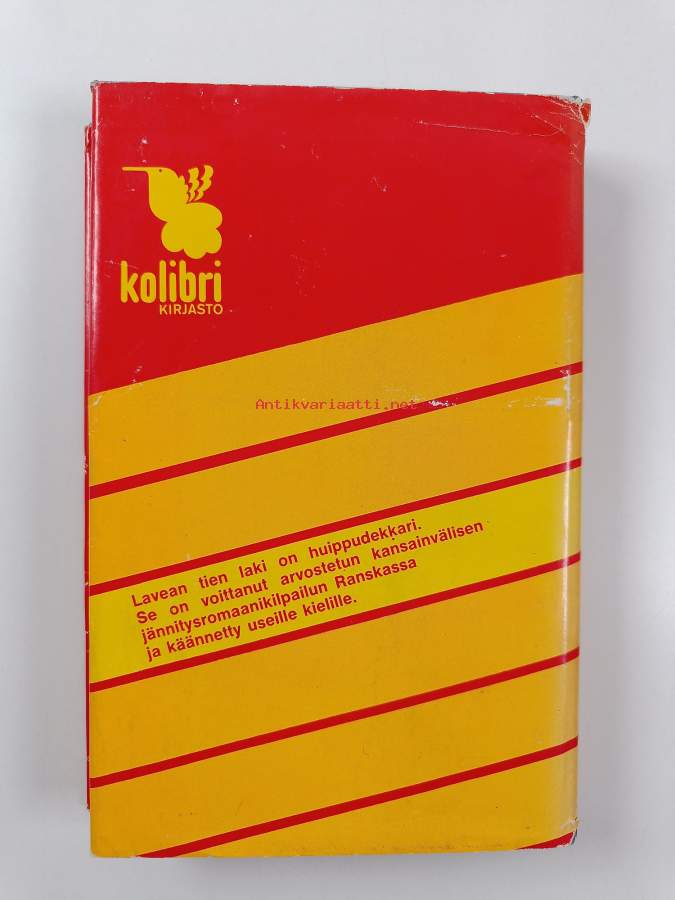 kolibri
KIRJASTO
Antikvariaatti.net
Lavean tien laki on huippudekkari.
Se on voittanut arvostetun kansainvälisen
jännitysromaanikilpailun Ranskassa
ja käännetty useille kielille.